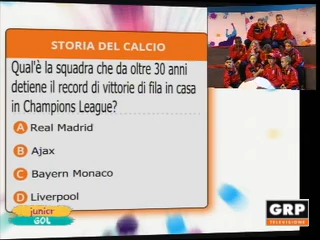 STORIA DEL CALCIO
Qual'è la squadra che da oltre 30 anni
detiene il record di vittorie di fila in casa
in Champions League?
A Real Madrid
B Ajax
C Bayern Monaco
D Liverpool
junior
GOL
GRP
TELEVISIONE